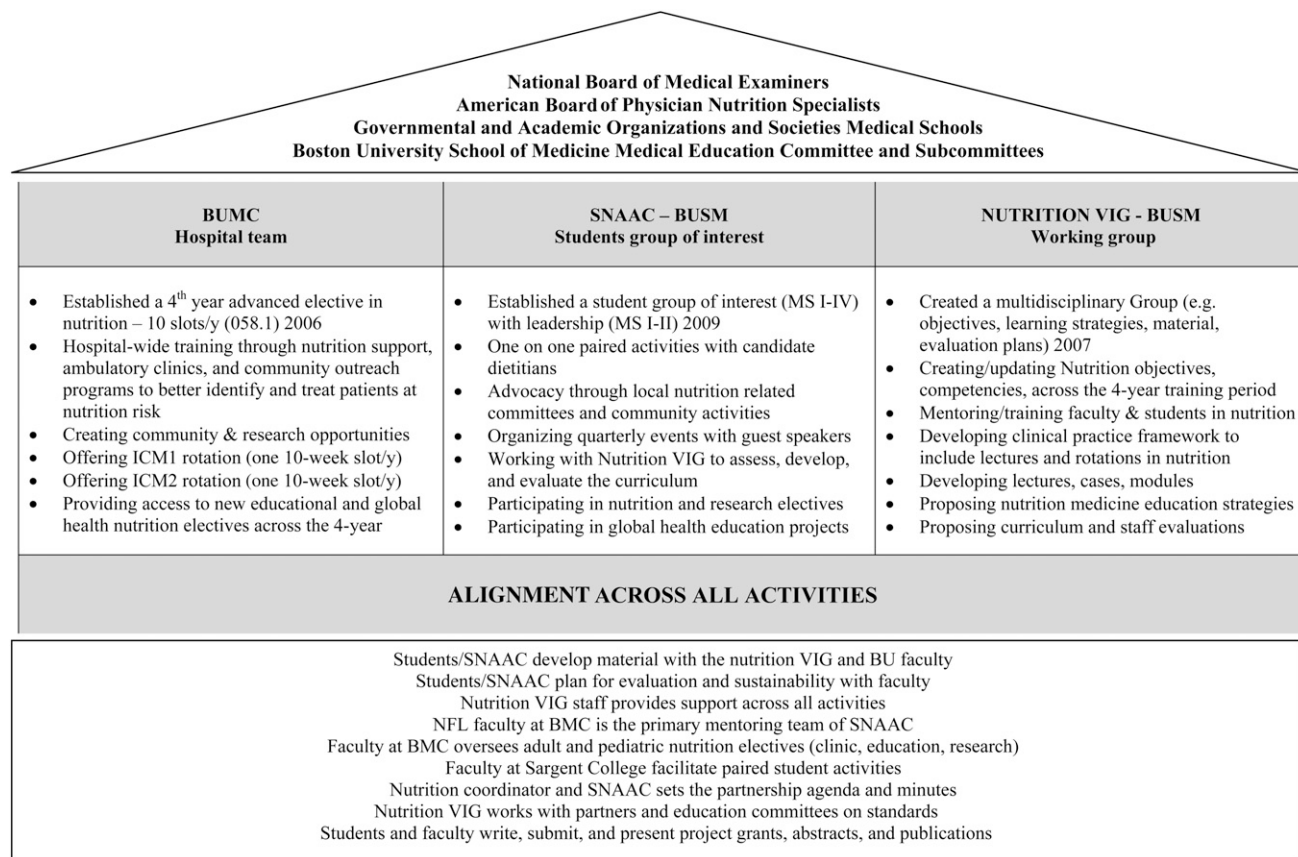 National Board of Medical Examiners
American Board of Physician Nutrition Specialists
Governmental and Academic Organizations and Societies Medical Schools
Boston University School of Medicine Medical Education Committee and Subcommittees
BUMC
Hospital team
SNAAC – BUSM
Students group of interest
NUTRITION VIG - BUSM
Working group
• Established a 4th year advanced elective in
nutrition – 10 slots/y (058.1) 2006
• Hospital-wide training through nutrition support,
ambulatory clinics, and community outreach
programs to better identify and treat patients at
nutrition risk
• Creating community & research opportunities
• Offering ICM1 rotation (one 10-week slot/y)
• Offering ICM2 rotation (one 10-week slot/y)
• Providing access to new educational and global
health nutrition electives across the 4-year
• Established a student group of interest (MS I-IV)
with leadership (MS I-II) 2009
• One on one paired activities with candidate
dietitians
• Advocacy through local nutrition related
committees and community activities
• Organizing quarterly events with guest speakers
• Working with Nutrition VIG to assess, develop,
and evaluate the curriculum
• Participating in nutrition and research electives
• Participating in global health education projects
• Created a multidisciplinary Group (e.g.
objectives, learning strategies, material,
evaluation plans) 2007
• Creating/updating Nutrition objectives,
competencies, across the 4-year training period
• Mentoring/training faculty & students in nutrition
• Developing clinical practice framework to
include lectures and rotations in nutrition
• Developing lectures, cases, modules
• Proposing nutrition medicine education strategies
• Proposing curriculum and staff evaluations
ALIGNMENT ACROSS ALL ACTIVITIES
Students/SNAAC develop material with the nutrition VIG and BU faculty
Students/SNAAC plan for evaluation and sustainability with faculty
Nutrition VIG staff provides support across all activities
NFL faculty at BMC is the primary mentoring team of SNAAC
Faculty at BMC oversees adult and pediatric nutrition electives (clinic, education, research)
Faculty at Sargent College facilitate paired student activities
Nutrition coordinator and SNAAC sets the partnership agenda and minutes
Nutrition VIG works with partners and education committees on standards
Students and faculty write, submit, and present project grants, abstracts, and publications